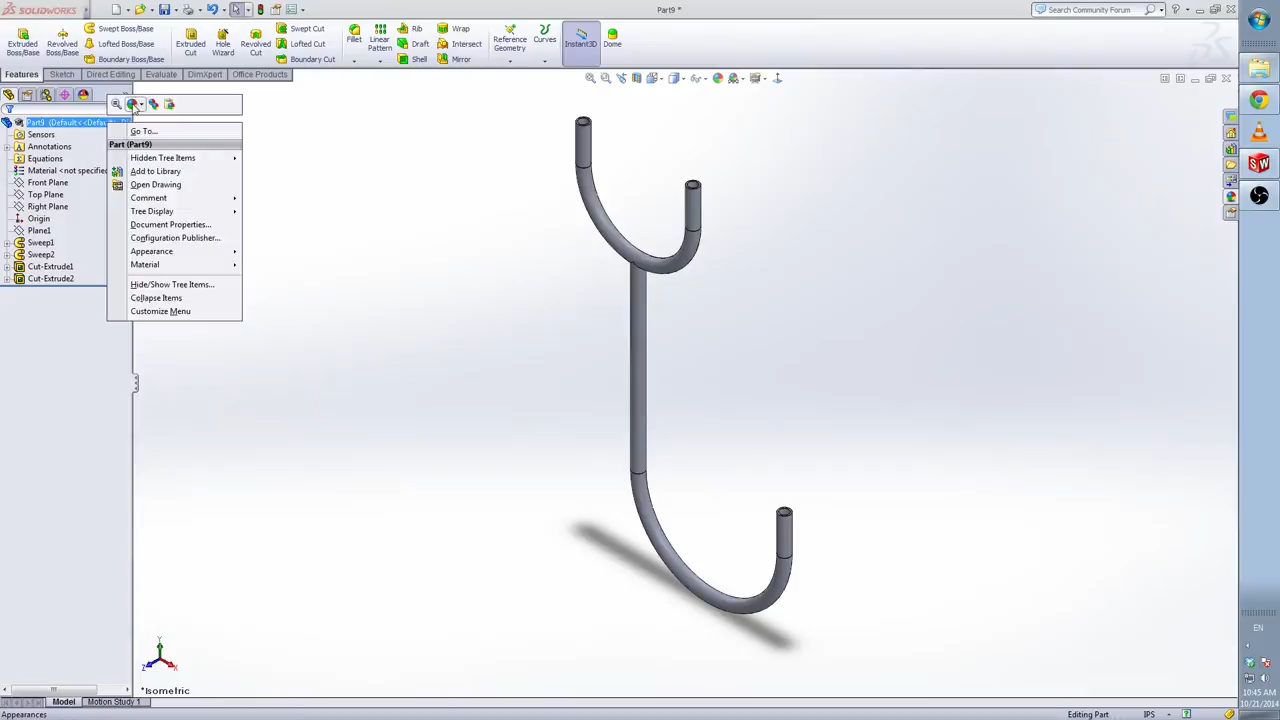 SOLIDWORKS
Part9 *
Search Community Forum
Extruded Boss/Base
Revolved Boss/Base
Swept Boss/Base
Lofted Boss/Base
Boundary Boss/Base
Extruded Cut
Hole Wizard
Revolved Cut
Swept Cut
Lofted Cut
Boundary Cut
Fillet
Linear Pattern
Rib
Draft
Shell
Wrap
Intersect
Mirror
Reference Geometry
Curves
Instant3D
Dome
Features
Sketch
Direct Editing
Evaluate
DimXpert
Office Products
Part9 (Default<<Default
Sensors
Annotations
Equations
Material <not specified
Front Plane
Top Plane
Right Plane
Origin
Plane1
Sweep1
Sweep2
Cut-Extrude1
Cut-Extrude2
Go To...
Part (Part9)
Hidden Tree Items
Add to Library
Open Drawing
Comment
Tree Display
Document Properties...
Configuration Publisher...
Appearance
Material
Hide/Show Tree Items...
Collapse Items
Customize Menu
Y
Z
X
*Isometric
Model
Motion Study 1
Appearances
Editing Part
IPS
EN
10:45 AM
10/21/2014